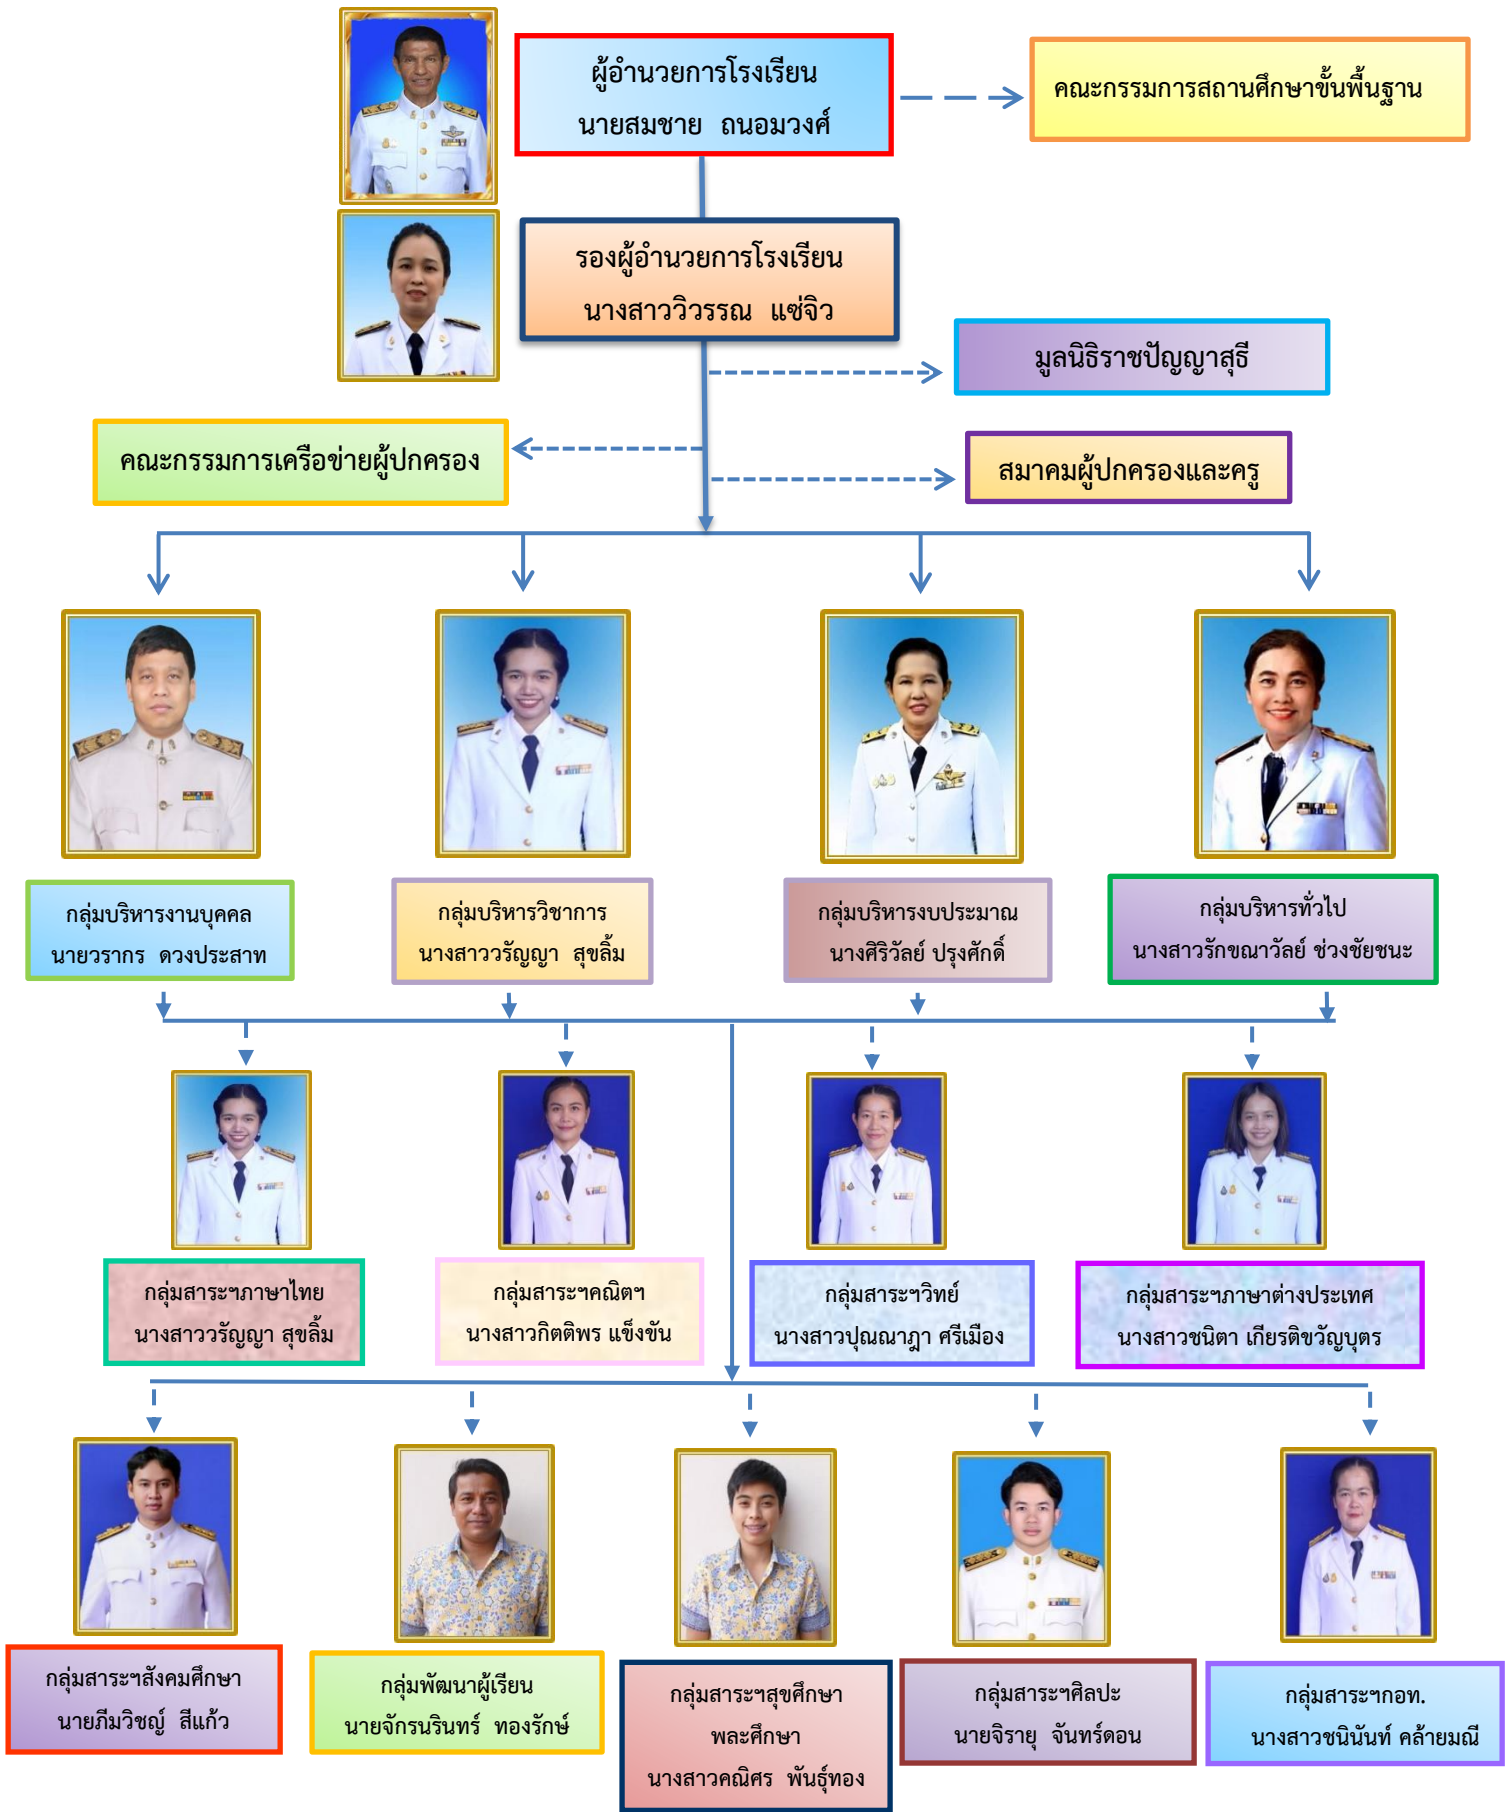 ผู้อำนวยการโรงเรียน
นายสมชาย ถนอมวงศ์
คณะกรรมการสถานศึกษาขั้นพื้นฐาน
รองผู้อำนวยการโรงเรียน
นางสาววิวรรณ แซ่จิว
มูลนิธิราชปัญญาสุธี
คณะกรรมการเครือข่ายผู้ปกครอง
สมาคมผู้ปกครองและครู
กลุ่มบริหารงานบุคคล
นายวรากร ดวงประสาท
กลุ่มบริหารวิชาการ
นางสาววรัญญา สุขลิ้ม
กลุ่มบริหารงบประมาณ
นางศิริวัลย์ ปรุงศักดิ์
กลุ่มบริหารทั่วไป
นางสาวรักขณาวัลย์ ช่วงชัยชนะ
กลุ่มสาระฯภาษาไทย
นางสาววรัญญา สุขลิ้ม
กลุ่มสาระฯคณิตฯ
นางสาวกิตติพร แข็งขัน
กลุ่มสาระฯวิทย์
นางสาวปุณณาฎา ศรีเมือง
กลุ่มสาระฯภาษาต่างประเทศ
นางสาวชนิตา เกียรติขวัญบุตร
กลุ่มสาระฯสังคมศึกษา
นายภีมวิชญ์ สีแก้ว
กลุ่มพัฒนาผู้เรียน
นายจักรนรินทร์ ทองรักษ์
กลุ่มสาระฯสุขศึกษา
พละศึกษา
นางสาวคณิศร พันธุ์ทอง
กลุ่มสาระฯศิลปะ
นายจิรายุ จันทร์ดอน
กลุ่มสาระฯกอท.
นางสาวชนินันท์ คล้ายมณี